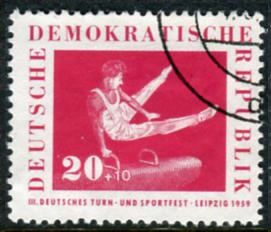 DEUTSCHE
DEMOKRATISCHE
REPUBLIK
20+10
III. DEUTSCHES TURN- UND SPORTFEST · LEIPZIG 1959